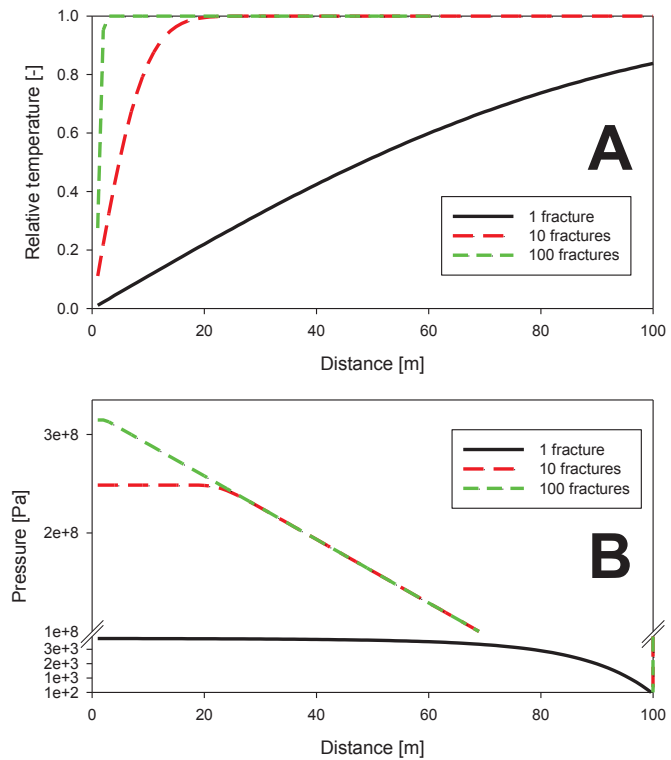 1.0
0.8
0.6
0.4
0.2
0.0
Relative temperature [-]
A
1 fracture
10 fractures
100 fractures
0 20 40 60 80 100
Distance [m]
3e+8
2e+8
1e+8
3e+3
2e+3
1e+3
1e+2
Pressure [Pa]
1 fracture
10 fractures
100 fractures
B
0 20 40 60 80 100
Distance [m]